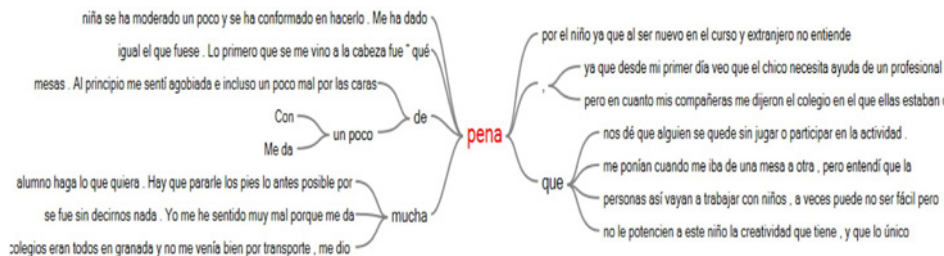 niña se ha moderado un poco y se ha conformado en hacerlo . Me ha dado
igual el que fuese . Lo primero que se me vino a la cabeza fue " qué
mesas . Al principio me sentí agobiada e incluso un poco mal por las caras
Con
Me da
un poco
de
alumno haga lo que quiera . Hay que pararle los pies lo antes posible por
se fue sin decirnos nada . Yo me he sentido muy mal porque me da
colegios eran todos en granada y no me venía bien por transporte , me dio
mucha
pena
por el niño ya que al ser nuevo en el curso y extranjero no entiende
,
ya que desde mi primer día veo que el chico necesita ayuda de un profesional
pero en cuanto mis compañeras me dijeron el colegio en el que ellas estaban
que
nos dé que alguien se quede sin jugar o participar en la actividad .
me ponían cuando me iba de una mesa a otra , pero entendí que la
personas así vayan a trabajar con niños , a veces puede no ser fácil pero
no le potencien a este niño la creatividad que tiene , y que lo único